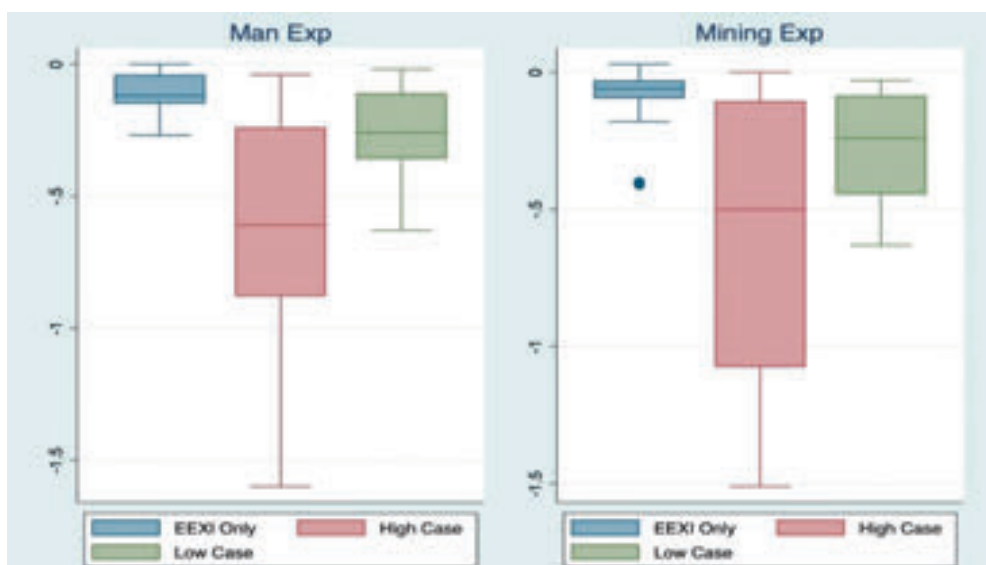 Man Exp
0
-.5
-1
-1.5
EEXI Only
High Case
Low Case
Mining Exp
0
-.5
-1
-1.5
EEXI Only
High Case
Low Case